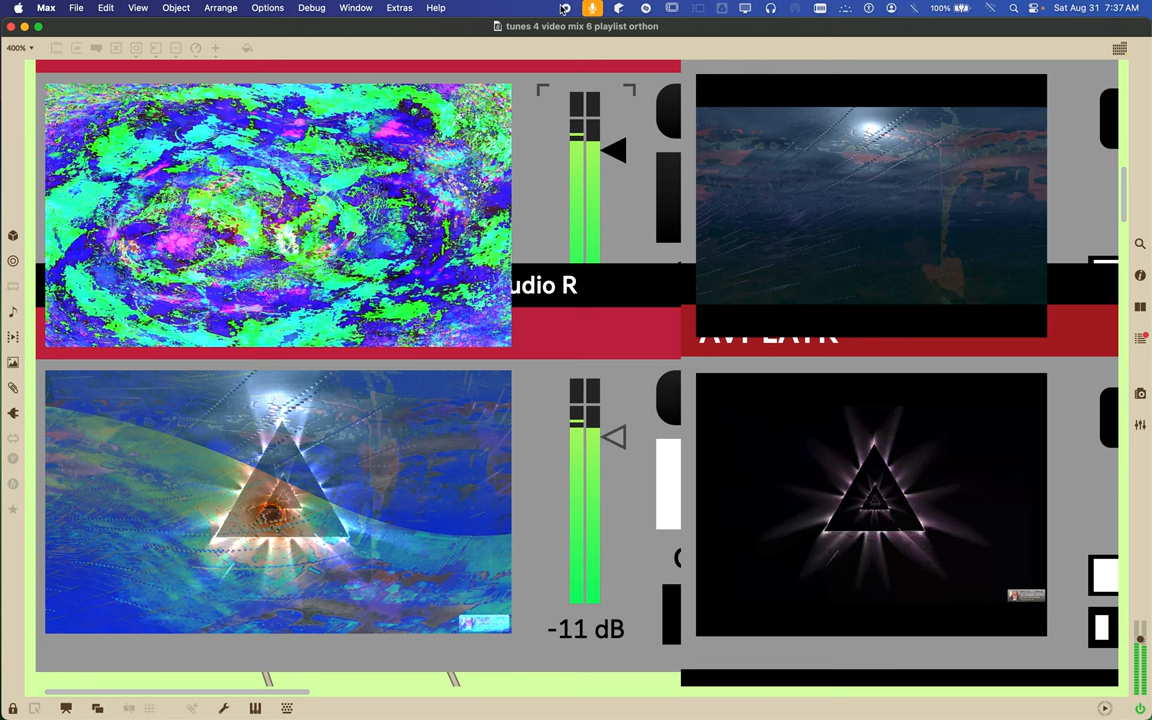 Max File Edit View Object Arrange Options Debug Window Extras Help 100% Sat Aug 31 7:37 AM
tunes 4 video mix 6 playlist orthon
400%
udio R
-11 dB